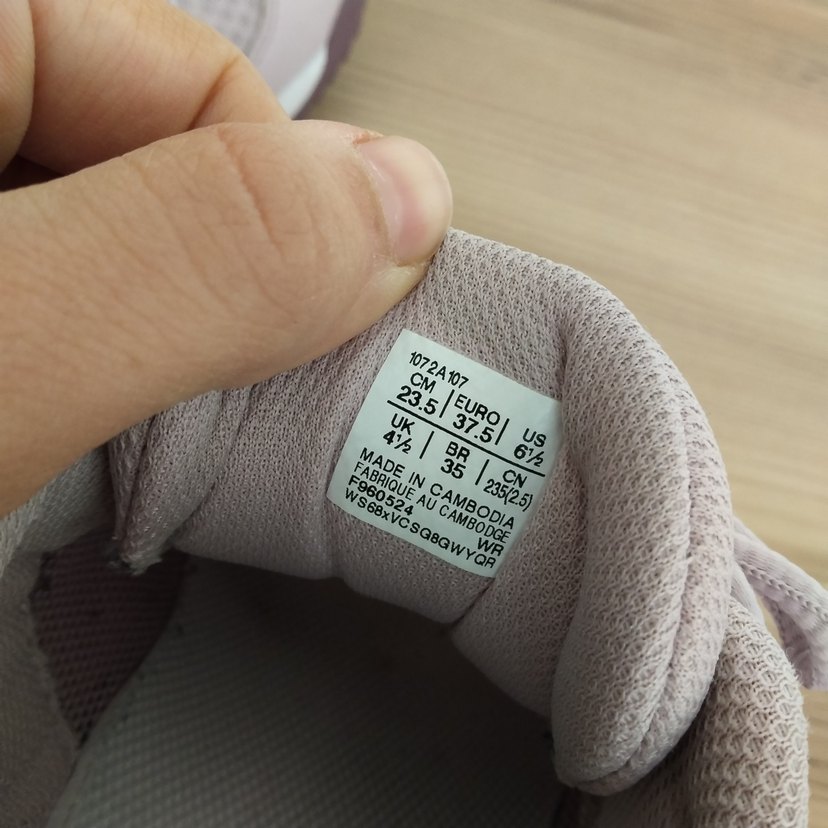 1072A107
CM | EURO | US
23.5 | 37.5 | 6½
UK | BR | CN
4½ | 35 | 235(2.5)
MADE IN CAMBODIA
FABRIQUE AU CAMBODGE
F960524 WR
WS68xVCSG8GWYQR